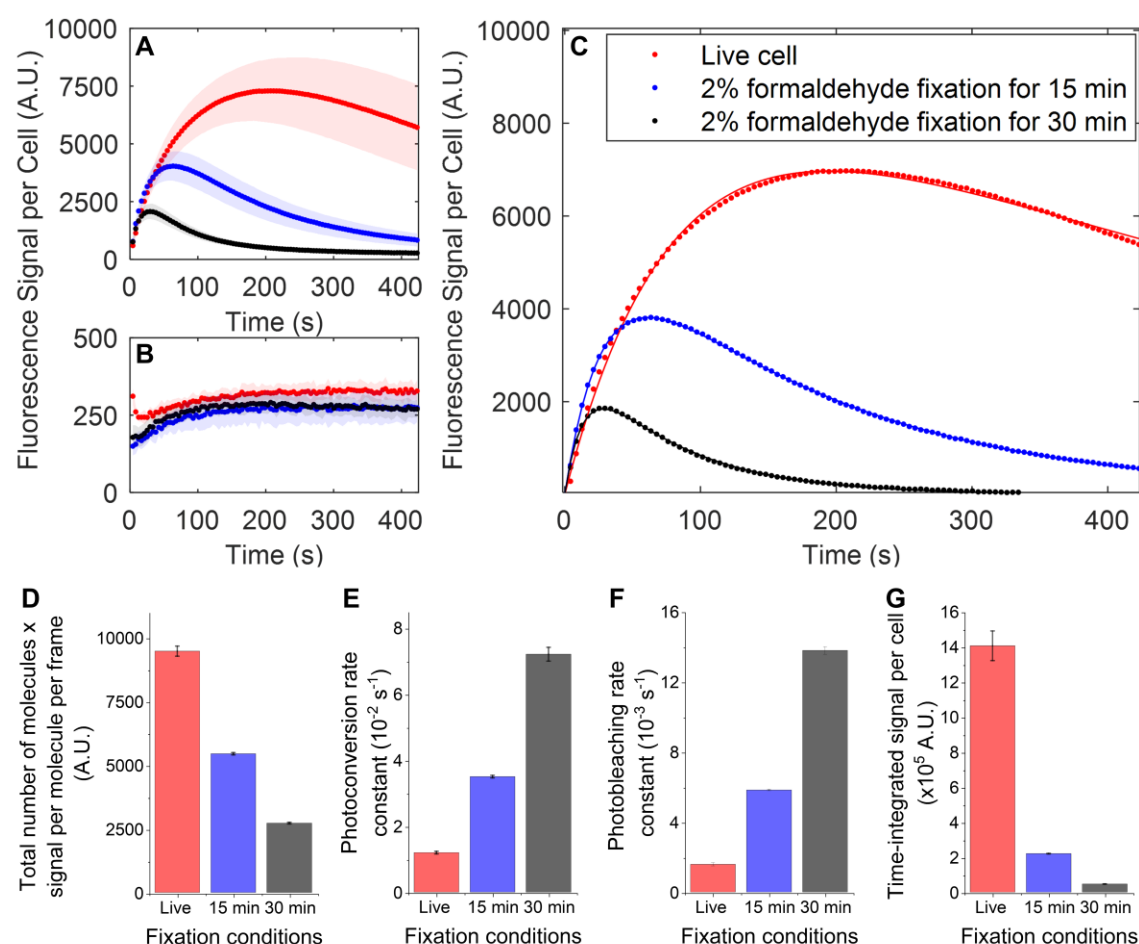 Fluorescence Signal per Cell (A.U.)
A
10000
7500
5000
2500
0
0 100 200 300 400
Time (s)
B
500
250
0
0 100 200 300 400
Time (s)
Fluorescence Signal per Cell (A.U.)
C
10000
8000
6000
4000
2000
Live cell
2% formaldehyde fixation for 15 min
2% formaldehyde fixation for 30 min
0 100 200 300 400
Time (s)
D
Total number of molecules x
signal per molecule per frame
(A.U.)
10000
7500
5000
2500
0
Live 15 min 30 min
Fixation conditions
E
Photoconversion rate
constant (10⁻² s⁻¹)
8
6
4
2
0
Live 15 min 30 min
Fixation conditions
F
Photobleaching rate
constant (10⁻³ s⁻¹)
16
12
8
4
0
Live 15 min 30 min
Fixation conditions
G
Time-integrated signal per cell
(x10⁵ A.U.)
16
14
12
10
8
6
4
2
0
Live 15 min 30 min
Fixation conditions